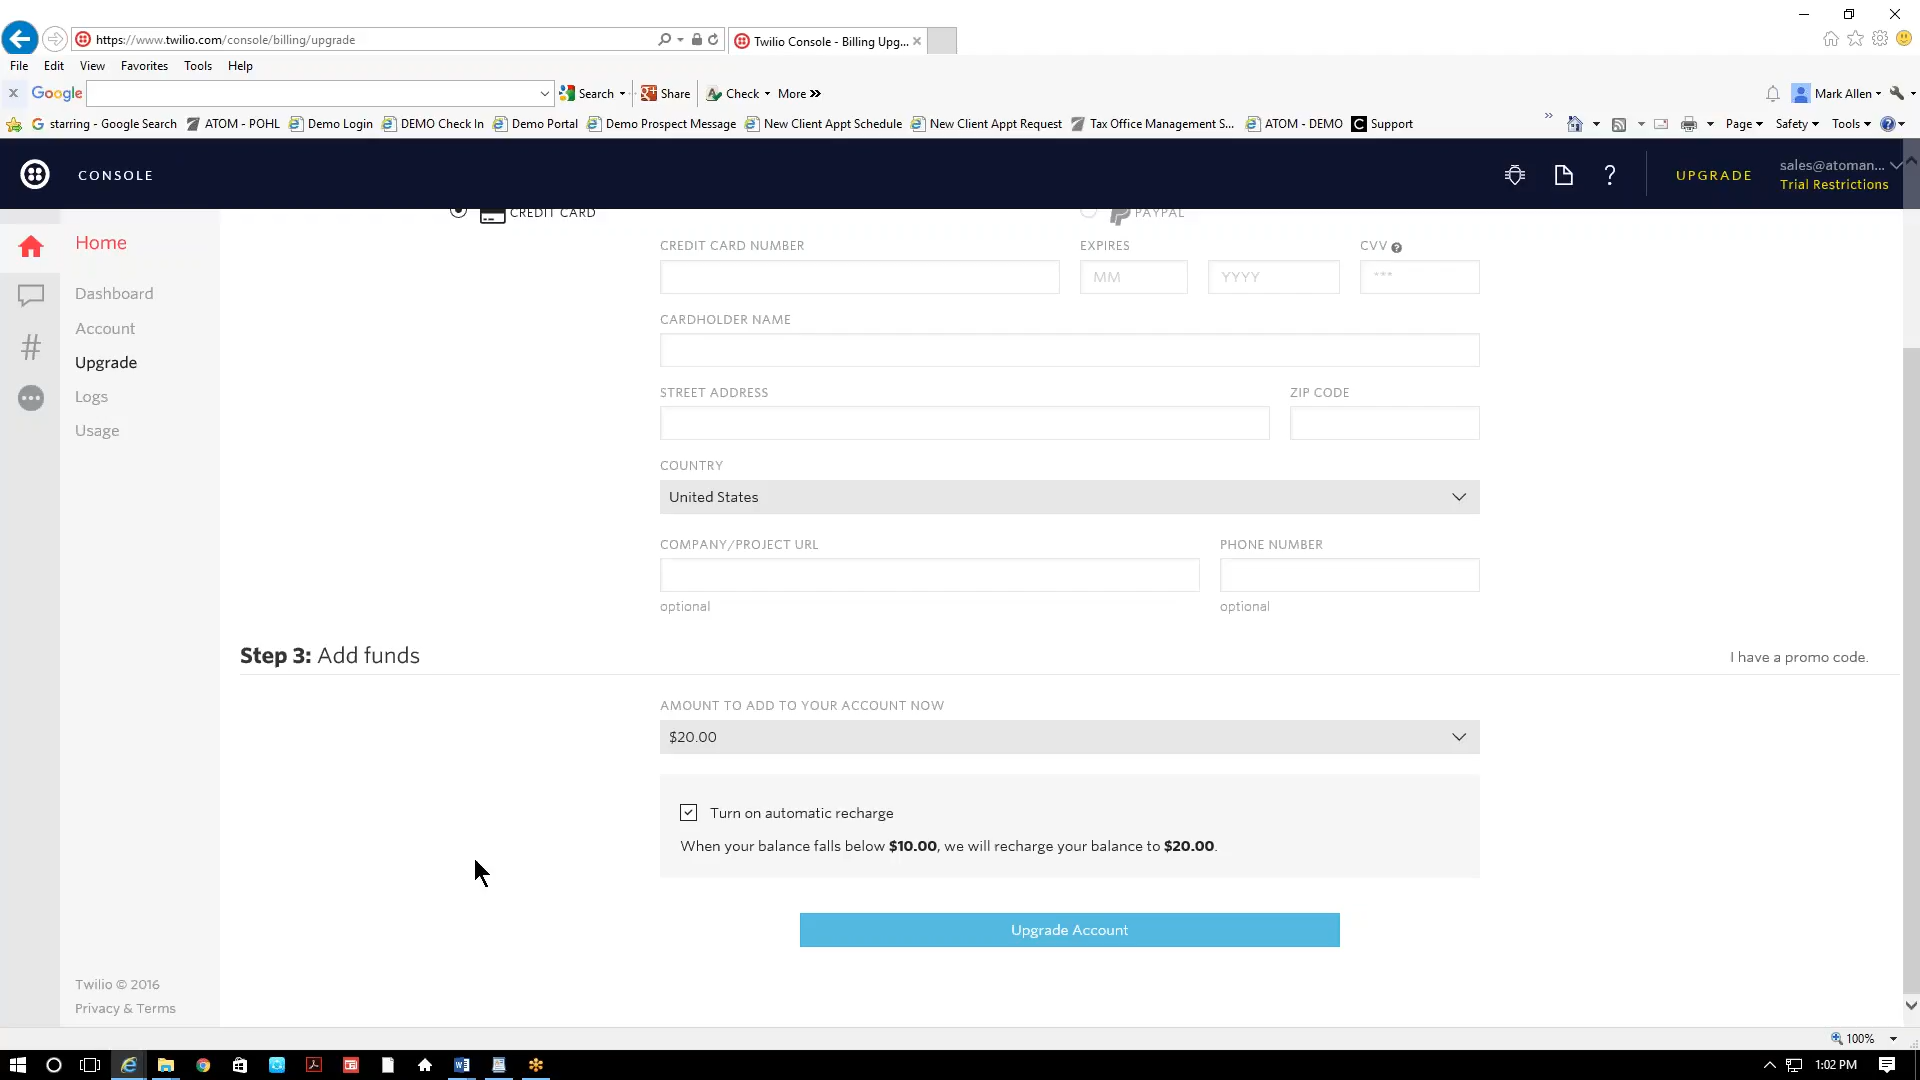 https://www.twilio.com/console/billing/upgrade
Twilio Console - Billing Upg...
File Edit View Favorites Tools Help
x Google Search Share Check More »
Mark Allen
starring - Google Search ATOM - POHL Demo Login DEMO Check In Demo Portal Demo Prospect Message New Client Appt Schedule New Client Appt Request Tax Office Management S... ATOM - DEMO Support
» Page Safety Tools
CONSOLE
? UPGRADE
sales@atoman...
Trial Restrictions
Home
Dashboard
Account
Upgrade
Logs
Usage
Twilio © 2016
Privacy & Terms
CREDIT CARD PAYPAL
CREDIT CARD NUMBER EXPIRES CVV ?
MM YYYY ***
CARDHOLDER NAME
STREET ADDRESS ZIP CODE
COUNTRY
United States
COMPANY/PROJECT URL PHONE NUMBER
optional optional
Step 3: Add funds I have a promo code.
AMOUNT TO ADD TO YOUR ACCOUNT NOW
$20.00
Turn on automatic recharge
When your balance falls below $10.00, we will recharge your balance to $20.00.
Upgrade Account
100%
1:02 PM